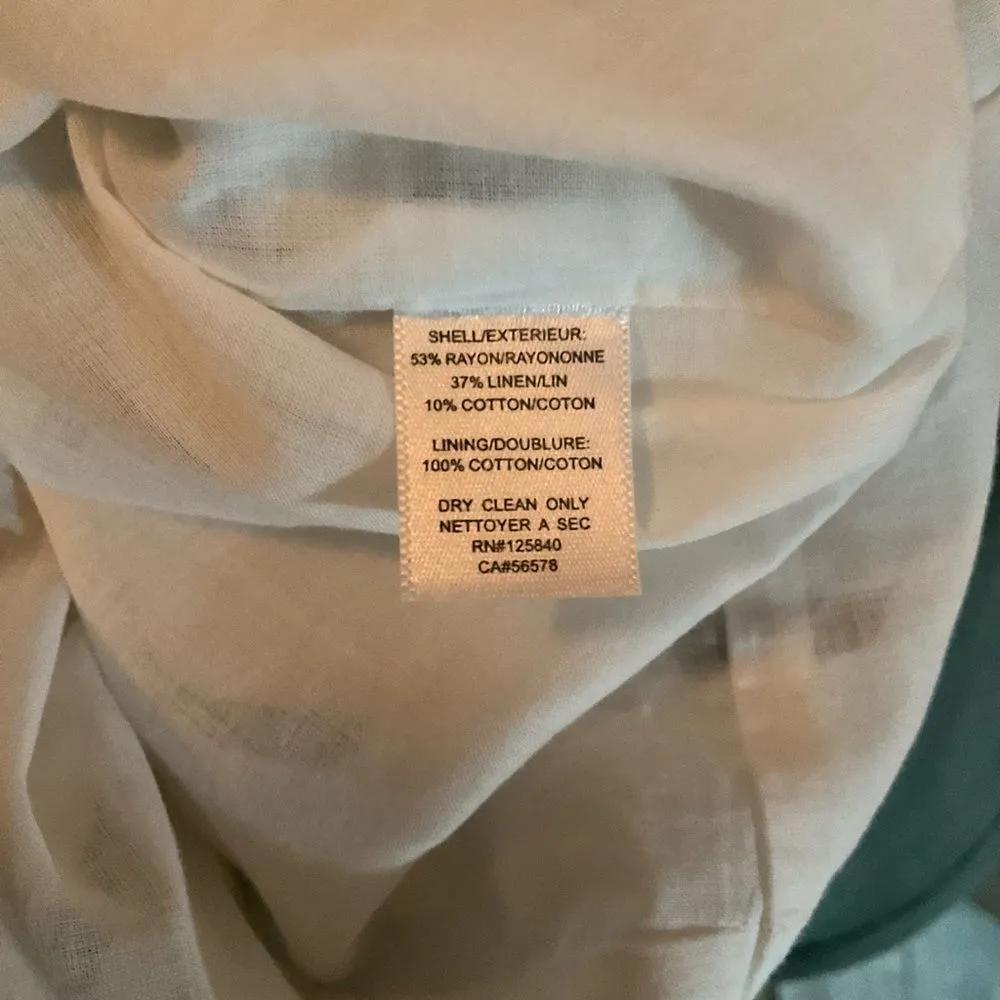 SHELL/EXTERIEUR:
53% RAYON/RAYONONNE
37% LINEN/LIN
10% COTTON/COTON
LINING/DOUBLURE:
100% COTTON/COTON
DRY CLEAN ONLY
NETTOYER A SEC
RN#125840
CA#56578